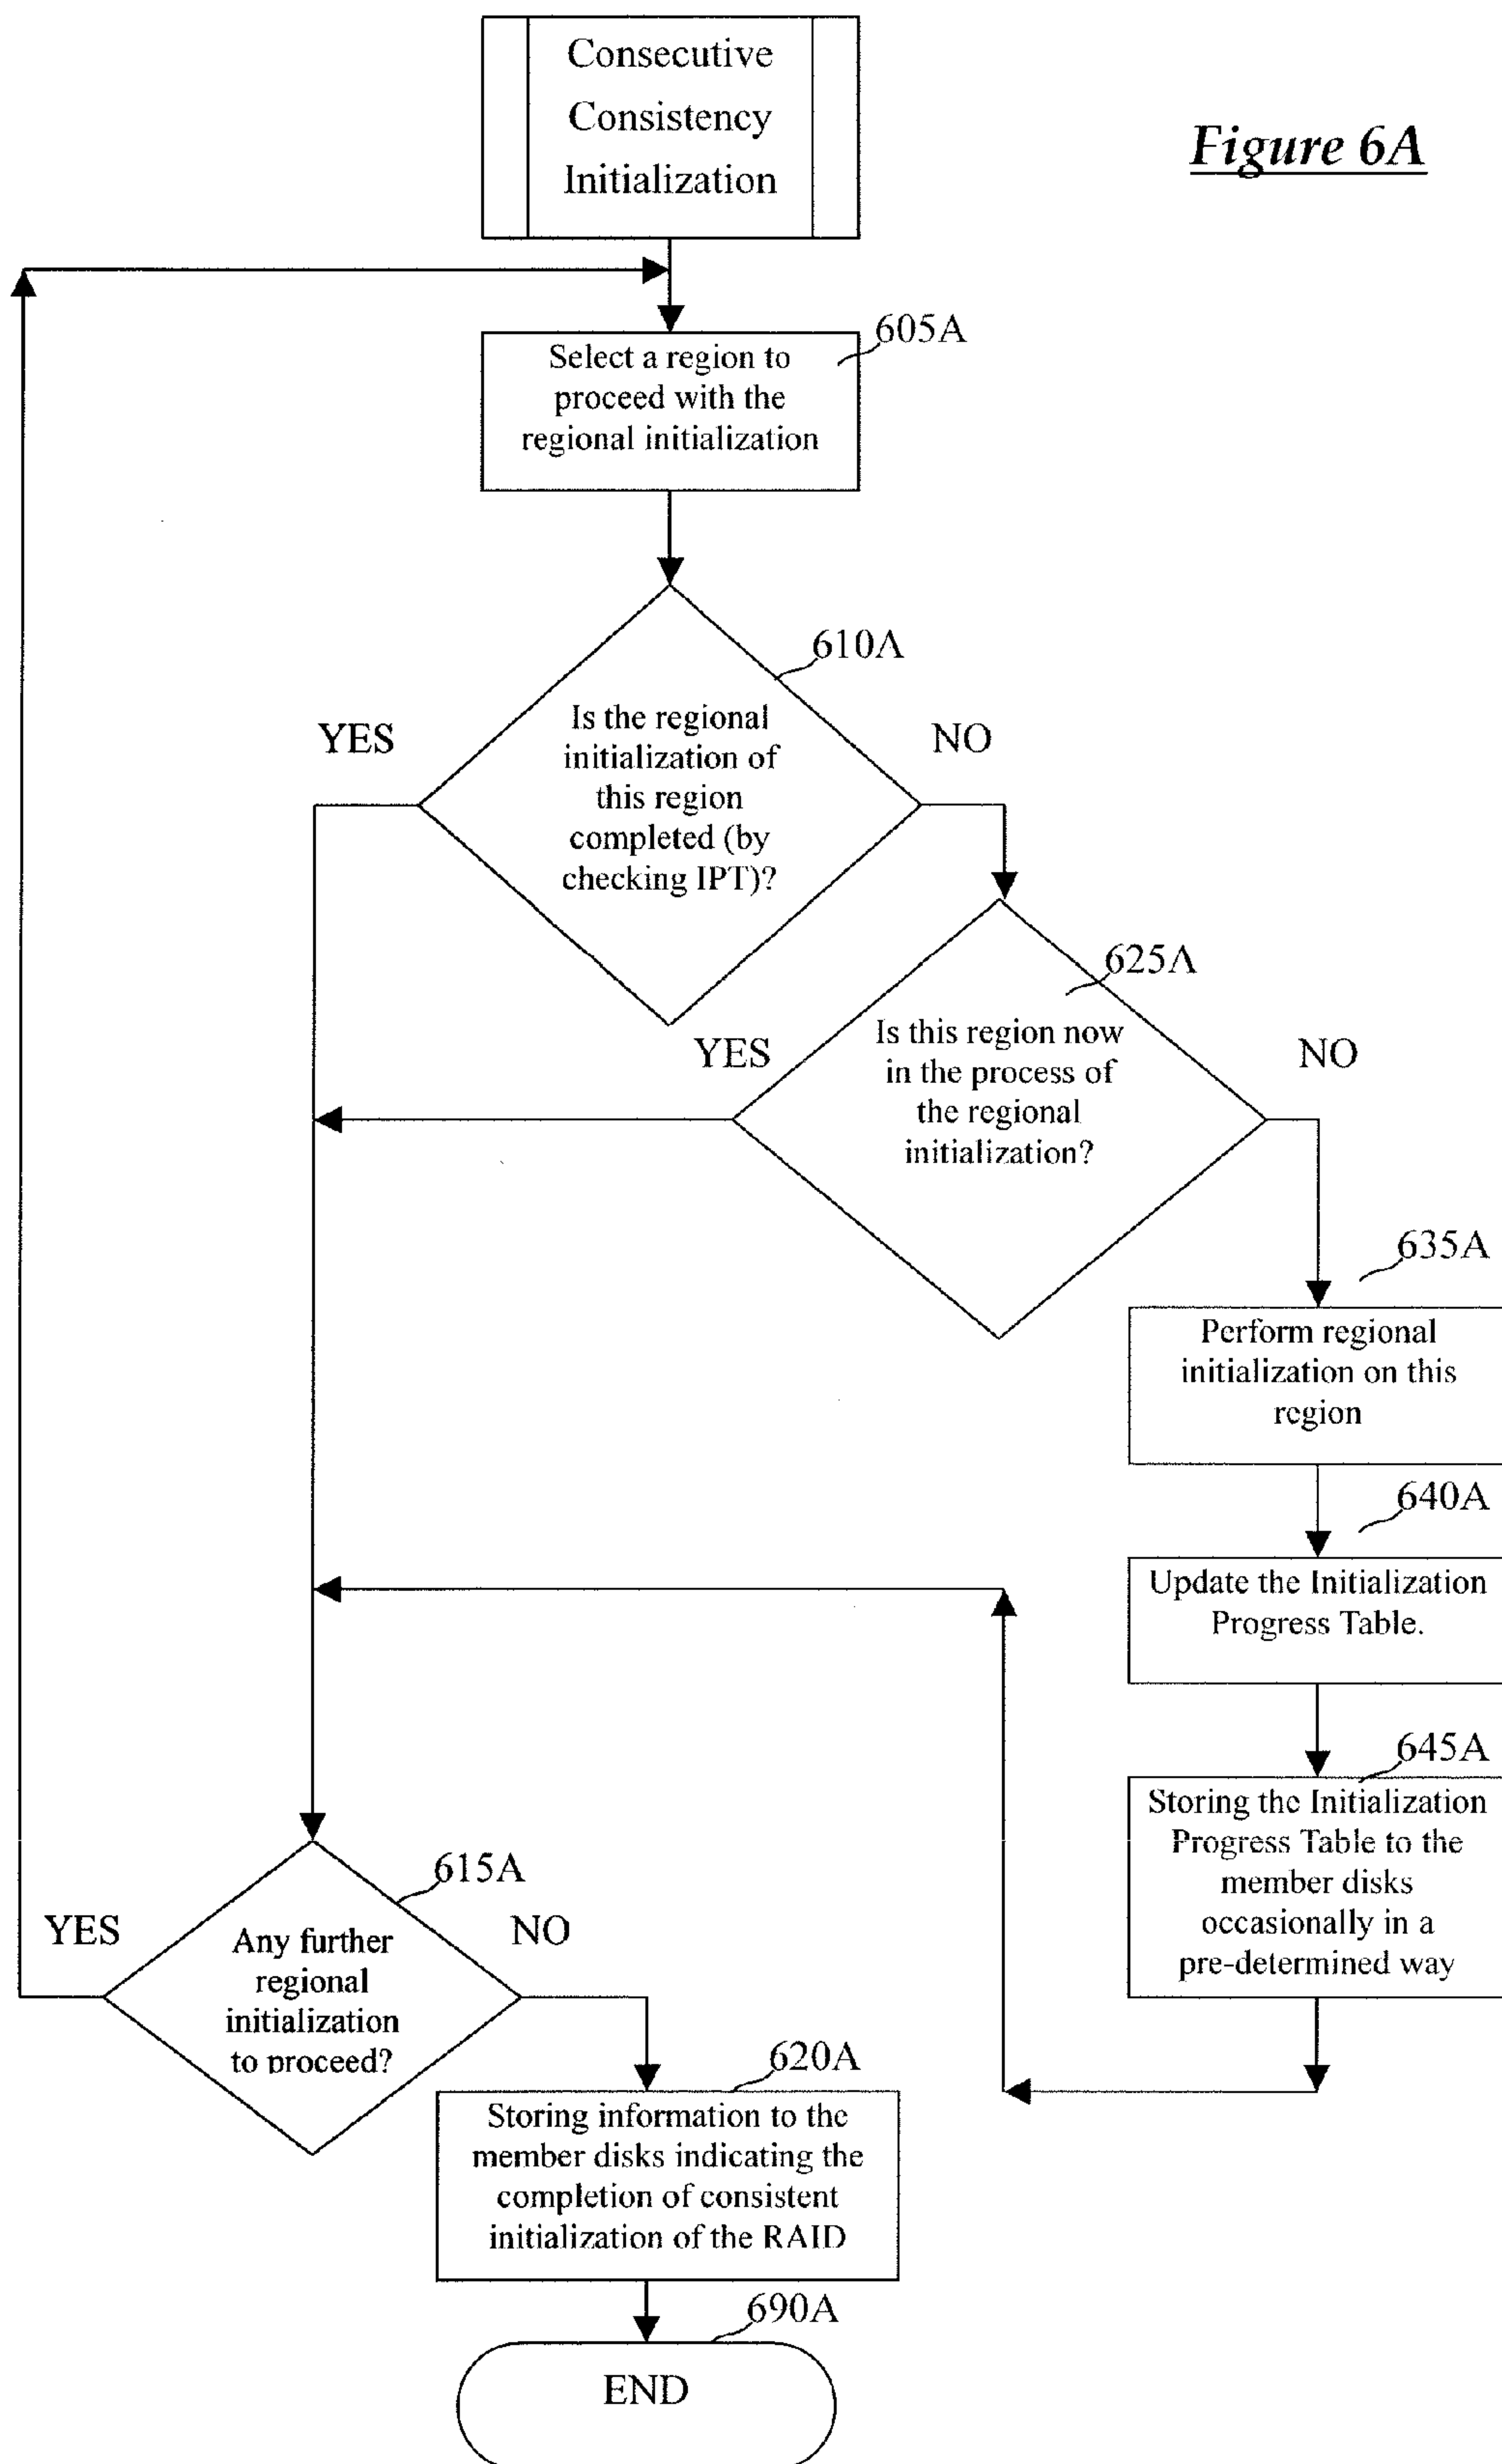 Consecutive
Consistency
Initialization
Figure 6A
605A
Select a region to
proceed with the
regional initialization
610A
YES
NO
Is the regional
initialization of
this region
completed (by
checking IPT)?
625A
YES
NO
Is this region now
in the process of
the regional
initialization?
635A
Perform regional
initialization on this
region
640A
Update the Initialization
Progress Table.
645A
Storing the Initialization
Progress Table to the
member disks
occasionally in a
pre-determined way
615A
YES
NO
Any further
regional
initialization
to proceed?
620A
Storing information to the
member disks indicating the
completion of consistent
initialization of the RAID
690A
END